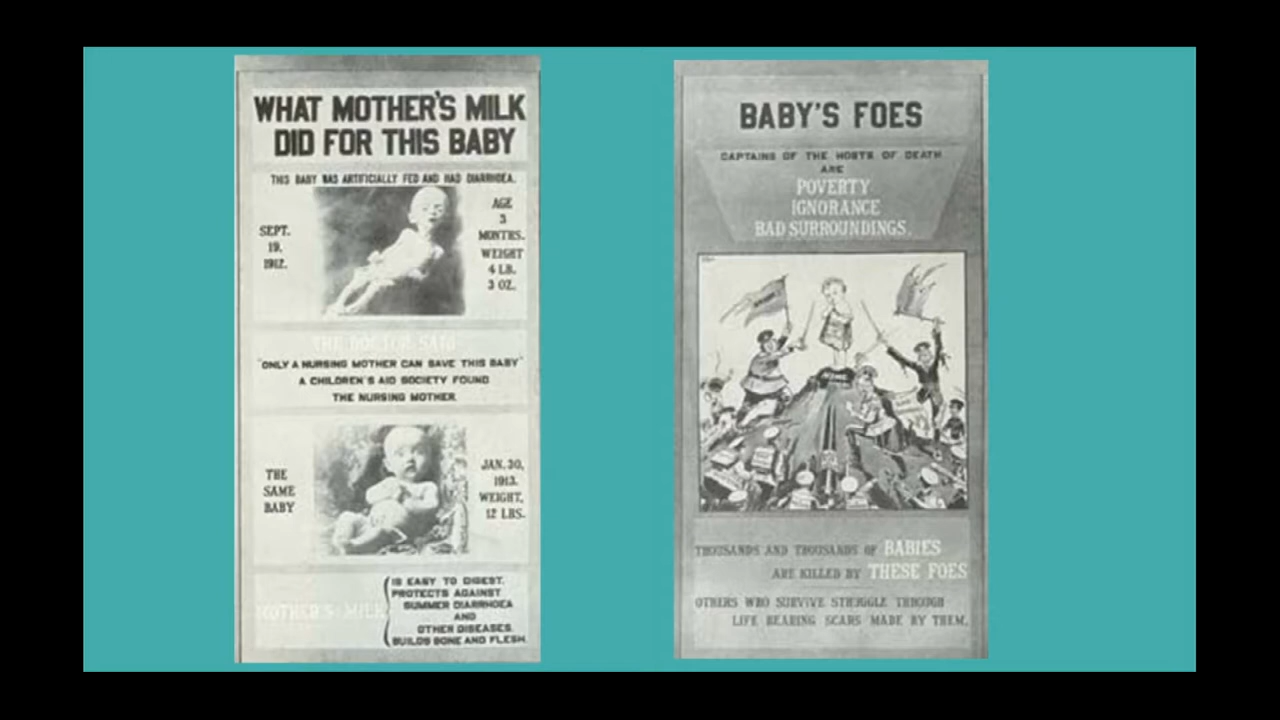 WHAT MOTHER'S MILK
DID FOR THIS BABY
THIS BABY WAS ARTIFICIALLY FED AND HAD DIARRHOEA.
SEPT.
19,
1912.
AGE
3
MONTHS.
WEIGHT
4 LB.
3 OZ.
THE DOCTOR SAID
"ONLY A NURSING MOTHER CAN SAVE THIS BABY"
A CHILDREN'S AID SOCIETY FOUND
THE NURSING MOTHER.
THE
SAME
BABY
JAN. 30,
1913.
WEIGHT,
12 LBS.
MOTHER'S MILK
IS EASY TO DIGEST.
PROTECTS AGAINST
SUMMER DIARRHOEA
AND
OTHER DISEASES.
BUILDS BONE AND FLESH.
BABY'S FOES
CAPTAINS OF THE HOSTS OF DEATH
ARE
POVERTY
IGNORANCE
BAD SURROUNDINGS.
THOUSANDS AND THOUSANDS OF BABIES
ARE KILLED BY THESE FOES
OTHERS WHO SURVIVE STRUGGLE THROUGH
LIFE BEARING SCARS MADE BY THEM.